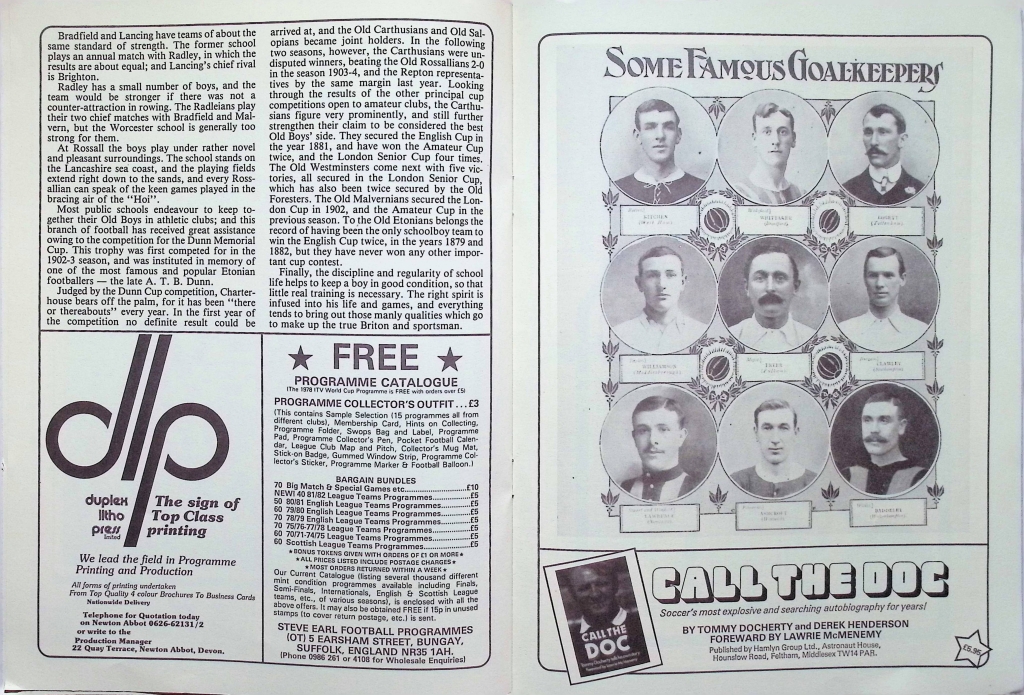 Bradfield and Lancing have teams of about the
same standard of strength. The former school
plays an annual match with Radley, in which the
results are about equal; and Lancing's chief rival
is Brighton.
Radley has a small number of boys, and the
team would be stronger if there was not a
counter-attraction in rowing. The Radleians play
their two chief matches with Bradfield and Mal-
vern, but the Worcester school is generally too
strong for them.
At Rossall the boys play under rather novel
and pleasant surroundings. The school stands on
the Lancashire sea coast, and the playing fields
extend right down to the sands, and every Ross-
allian can speak of the keen games played in the
bracing air of the "Hoi".
Most public schools endeavour to keep to-
gether their Old Boys in athletic clubs; and this
branch of football has received great assistance
owing to the competition for the Dunn Memorial
Cup. This trophy was first competed for in the
1902-3 season, and was instituted in memory of
one of the most famous and popular Etonian
footballers — the late A. T. B. Dunn.
Judged by the Dunn Cup competition, Charter-
house bears off the palm, for it has been "there
or thereabouts" every year. In the first year of
the competition no definite result could be
arrived at, and the Old Carthusians and Old Sal-
opians became joint holders. In the following
two seasons, however, the Carthusians were un-
disputed winners, beating the Old Rossallians 2-0
in the season 1903-4, and the Repton representa-
tives by the same margin last year. Looking
through the results of the other principal cup
competitions open to amateur clubs, the Carthu-
sians figure very prominently, and still further
strengthen their claim to be considered the best
Old Boys' side. They secured the English Cup in
the year 1881, and have won the Amateur Cup
twice, and the London Senior Cup four times.
The Old Westminsters come next with five vic-
tories, all secured in the London Senior Cup,
which has also been twice secured by the Old
Foresters. The Old Malvernians secured the Lon-
don Cup in 1902, and the Amateur Cup in the
previous season. To the Old Etonians belongs the
record of having been the only schoolboy team to
win the English Cup twice, in the years 1879 and
1882, but they have never won any other import-
ant cup contest.
Finally, the discipline and regularity of school
life helps to keep a boy in good condition, so that
little real training is necessary. The right spirit is
infused into his life and games, and everything
tends to bring out those manly qualities which go
to make up the true Briton and sportsman.
dlp
duplex
litho
press
limited
The sign of
Top Class
printing
We lead the field in Programme
Printing and Production
All forms of printing undertaken
From Top Quality 4 colour Brochures To Business Cards
Nationwide Delivery
Telephone for Quotation today
on Newton Abbot 0626-62131/2
or write to the
Production Manager
22 Quay Terrace, Newton Abbot, Devon.
★ FREE ★
PROGRAMME CATALOGUE
(The 1978 ITV World Cup Programme is FREE with orders over £5)
PROGRAMME COLLECTOR'S OUTFIT...£3
(This contains Sample Selection (15 programmes all from
different clubs), Membership Card, Hints on Collecting,
Programme Folder, Swops Bag and Label, Programme
Pad, Programme Collector's Pen, Pocket Football Calen-
dar, League Club Map and Pitch, Collector's Mug Mat,
Stick-on Badge, Gummed Window Strip, Programme Col-
lector's Sticker, Programme Marker & Football Balloon.)
BARGAIN BUNDLES
70 Big Match & Special Games etc. £10
NEW! 40 81/82 League Teams Programmes £5
50 80/81 English League Teams Programmes £5
60 79/80 English League Teams Programmes £5
70 78/79 English League Teams Programmes £5
70 75/76-77/78 League Teams Programmes £5
60 70/71-74/75 League Teams Programmes £5
60 Scottish League Teams Programmes £5
★BONUS TOKENS GIVEN WITH ORDERS OF £1 OR MORE★
★ALL PRICES LISTED INCLUDE POSTAGE CHARGES★
★MOST ORDERS RETURNED WITHIN A WEEK★
Our Current Catalogue (listing several thousand different
mint condition programmes available including Finals,
Semi-Finals, Internationals, English & Scottish League
teams, etc., of various seasons), is enclosed with all the
above offers. It may also be obtained FREE if 15p in unused
stamps (to cover return postage, etc.) is sent.
STEVE EARL FOOTBALL PROGRAMMES
(OT) 5 EARSHAM STREET, BUNGAY,
SUFFOLK, ENGLAND NR35 1AH.
(Phone 0986 261 or 4108 for Wholesale Enquiries)
SOME FAMOUS GOALKEEPERS
KITCHEN
WILLIAMSON
CALL THE
DOC
CALL THE DOC
Soccer's most explosive and searching autobiography for years!
BY TOMMY DOCHERTY and DEREK HENDERSON
FOREWORD BY LAWRIE McMENEMY
Published by Hamlyn Group Ltd., Astronaut House,
Hounslow Road, Feltham, Middlesex TW14 PAR.
£6.95